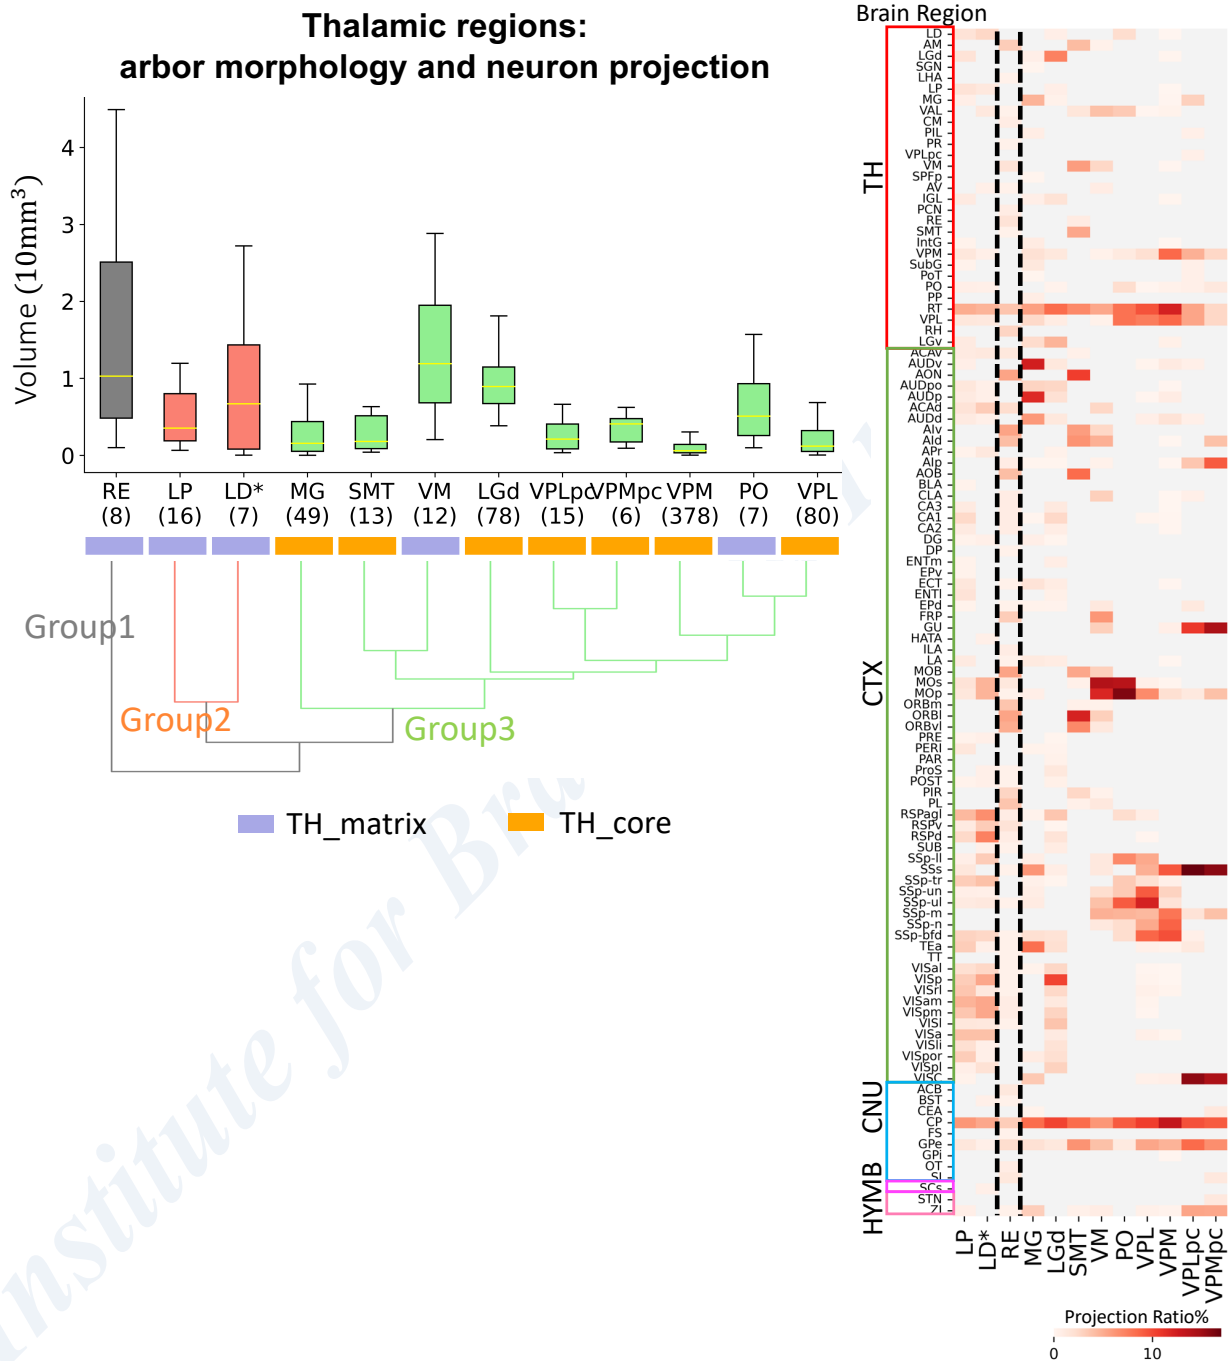 Thalamic regions:
arbor morphology and neuron projection
Volume (10mm³)
4
3
2
1
0
RE LP LD* MG SMT VM LGd VPLpc VPMpc VPM PO VPL
(8) (16) (7) (49) (13) (12) (78) (15) (6) (378) (7) (80)
Group1
Group2
Group3
TH_matrix TH_core
Institute for Bra
Brain Region
TH
LD
AM
LGd
SGN
LHA
LP
MG
VAL
CM
PIL
PR
VPLpc
VM
SPFp
AV
IGL
PCN
RE
SMT
IntG
VPM
SubG
PoT
PO
PP
RT
VPL
RH
LGv
CTX
ACAv
AUDv
AON
AUDpo
AUDp
ACAd
AUDd
AIv
AId
APr
AIp
AOB
BLA
CLA
CA3
CA1
CA2
DG
DP
ENTm
EPv
ECT
ENTl
EPd
FRP
GU
HATA
ILA
LA
MOB
MOs
MOp
ORBm
ORBl
ORBvl
PRE
PERI
PAR
ProS
POST
PIR
PL
RSPagl
RSPv
RSPd
SUB
SSp-ll
SSs
SSp-tr
SSp-un
SSp-ul
SSp-m
SSp-n
SSp-bfd
TEa
TT
VISal
VISp
VISrl
VISam
VISpm
VISl
VISa
VISli
VISpor
VISpl
VISC
CNU
ACB
BST
CEA
CP
FS
GPe
GPi
OT
SI
HYMB
SCs
STN
ZI
LP LD* RE MG LGd SMT VM PO VPL VPM VPLpc VPMpc
Projection Ratio%
0 10